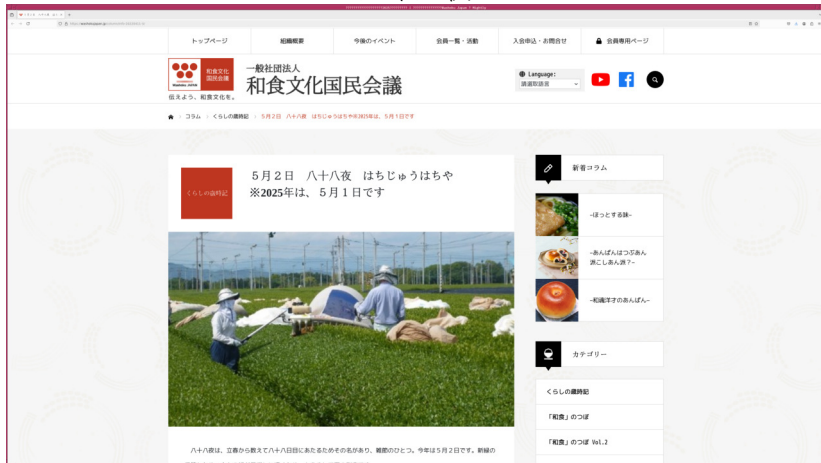 トップページ
組織概要
今後のイベント
会員一覧・活動
入会申込・お問合せ
会員専用ページ
和食文化
国民会議
伝えよう、和食文化を。
一般社団法人
和食文化国民会議
Language:
請選取語言
コラム
くらしの歳時記
5月2日 八十八夜 はちじゅうはちや※2025年は、5月1日です
くらしの歳時記
5月2日 八十八夜 はちじゅうはちや
※2025年は、5月1日です
新着コラム
–ほっとする鍋–
–あんぱんはつぶあん
派こしあん派?–
–和魂洋才のあんぱん–
カテゴリー
くらしの歳時記
「和食」のつぼ
「和食」のつぼ Vol.2
八十八夜は、立春から数えて八十八日目にあたるためその名があり、雑節のひとつ。今年は5月2日です。新緑の